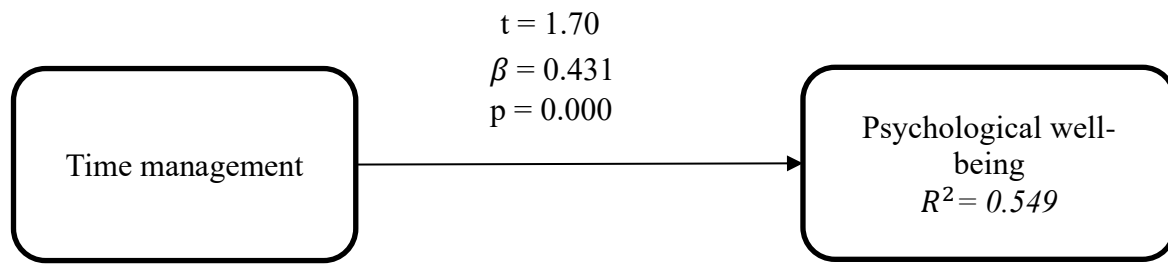 t = 1.70
β = 0.431
p = 0.000
Time management
Psychological well-
being
R² = 0.549